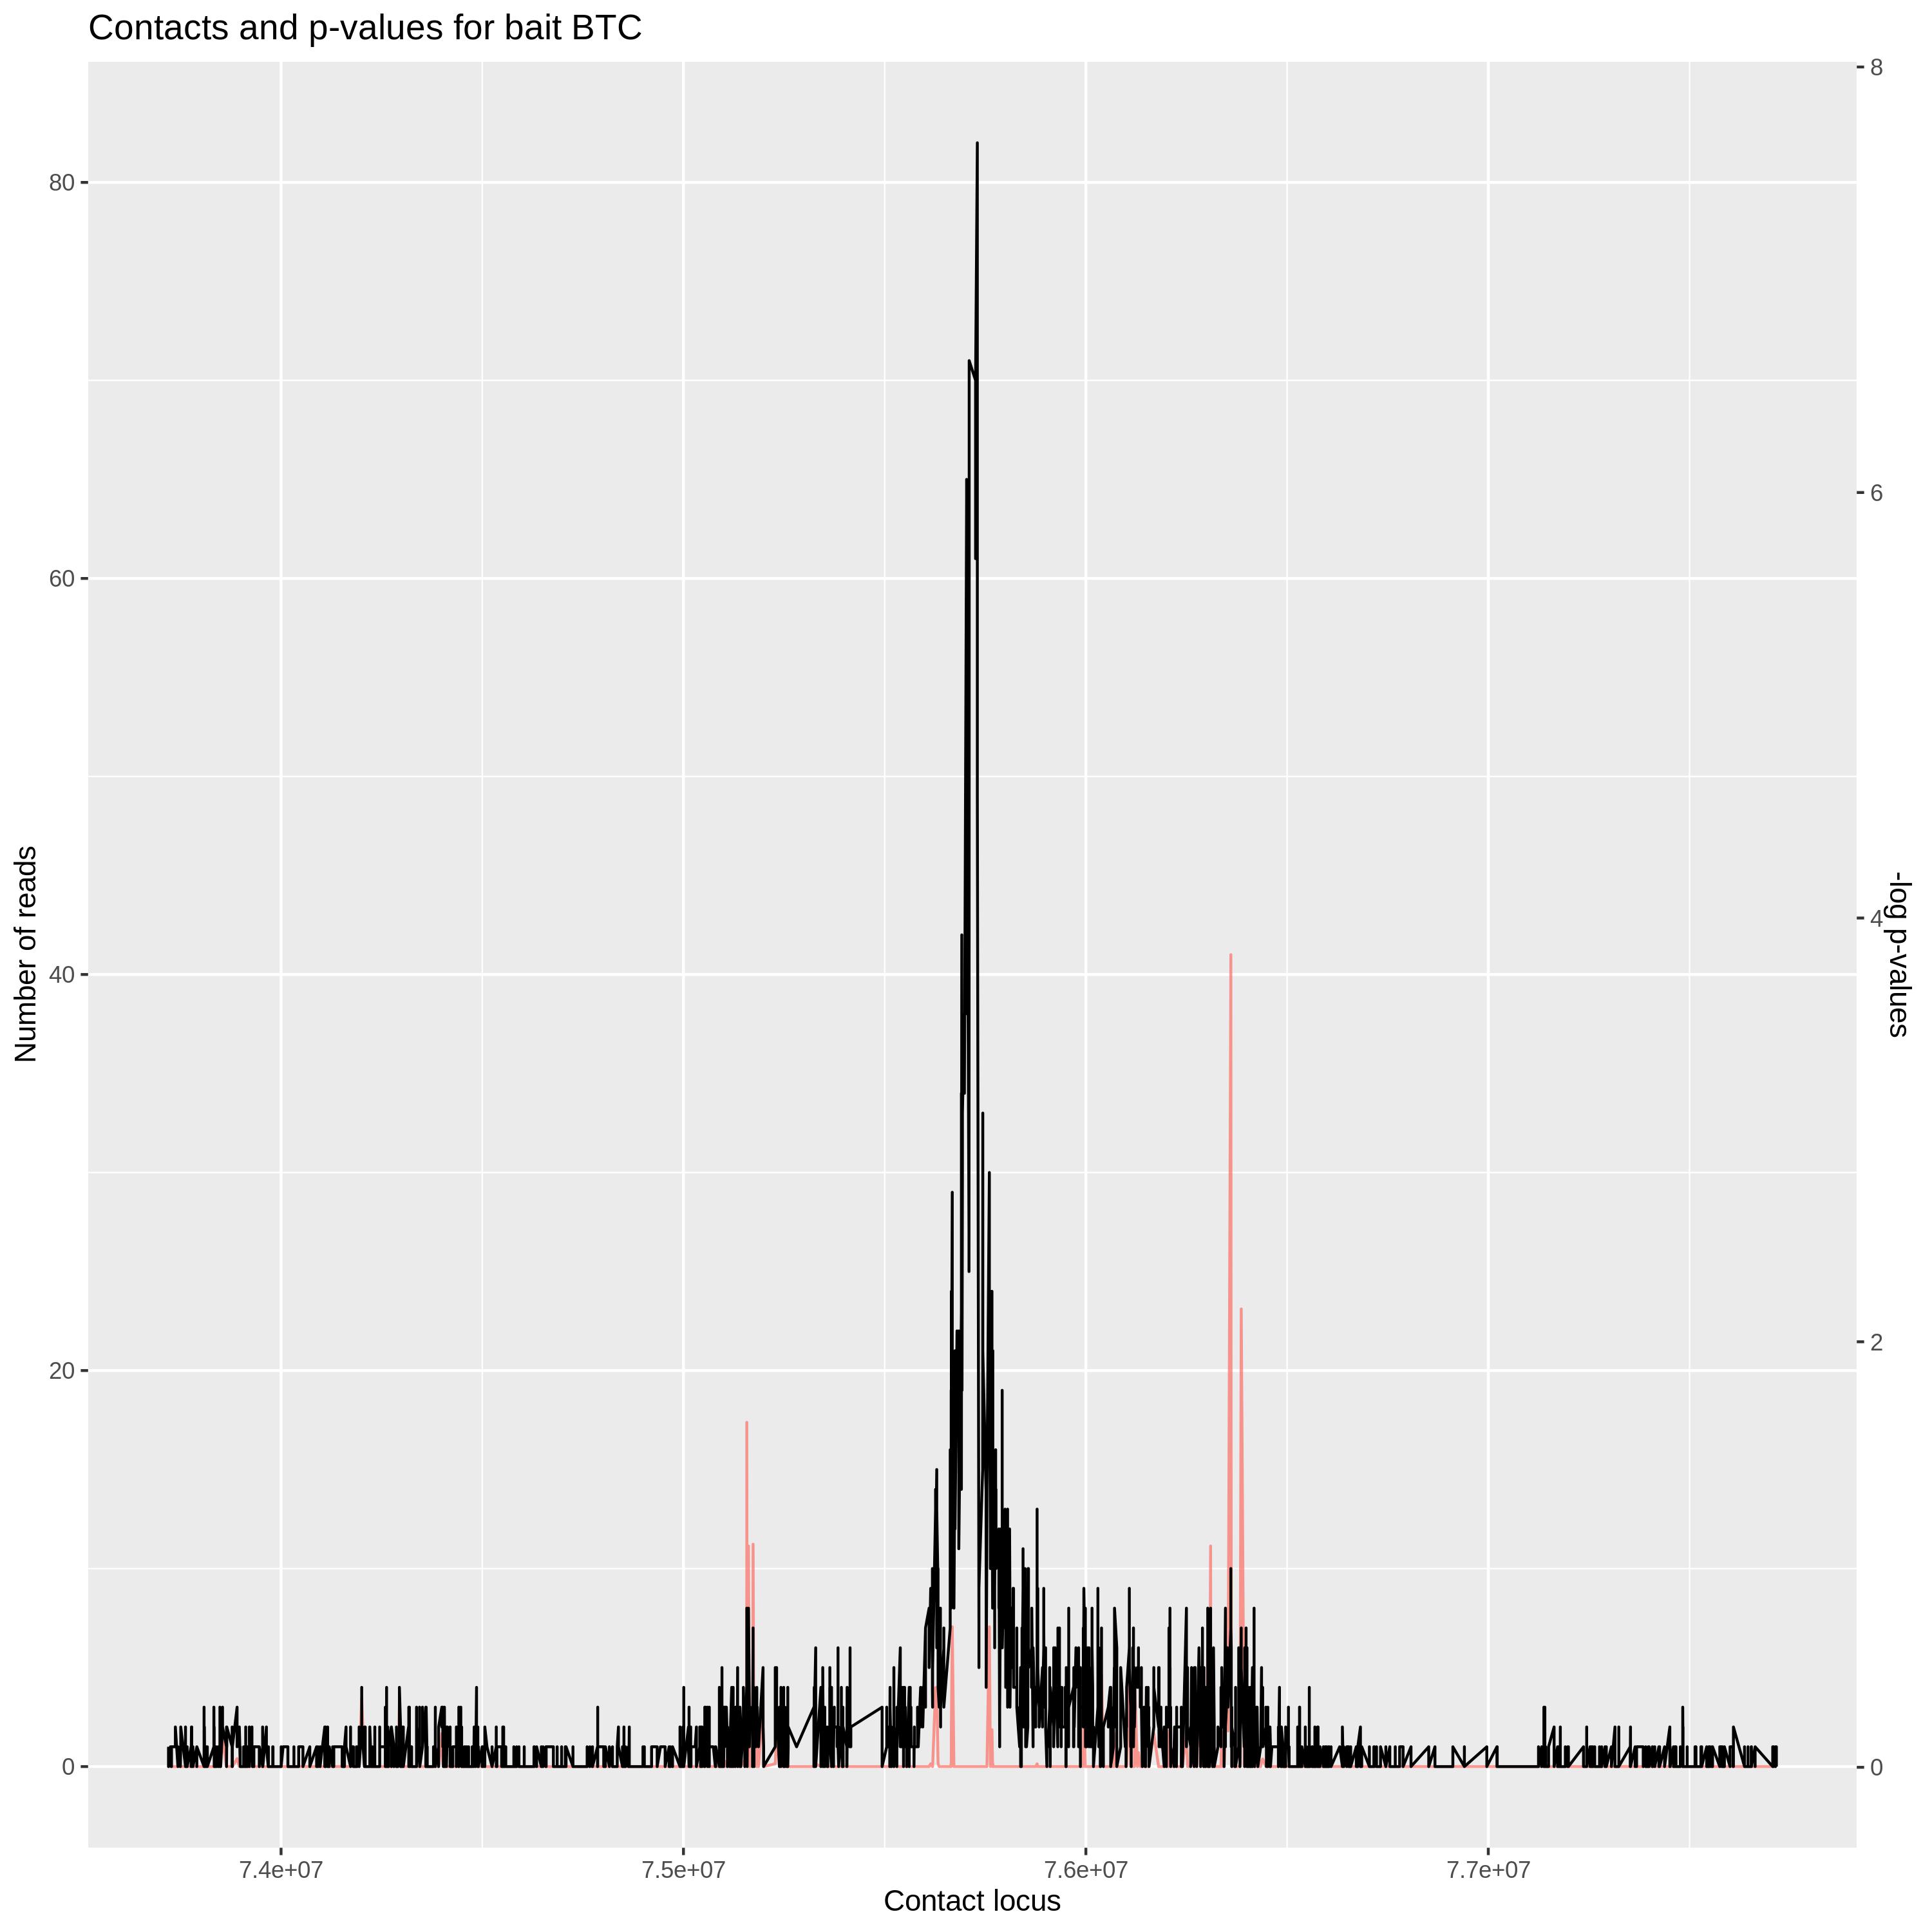 Contacts and p-values for bait BTC
80
60
40
20
0
Number of reads
8
6
4
2
0
-log p-values
7.4e+07 7.5e+07 7.6e+07 7.7e+07
Contact locus